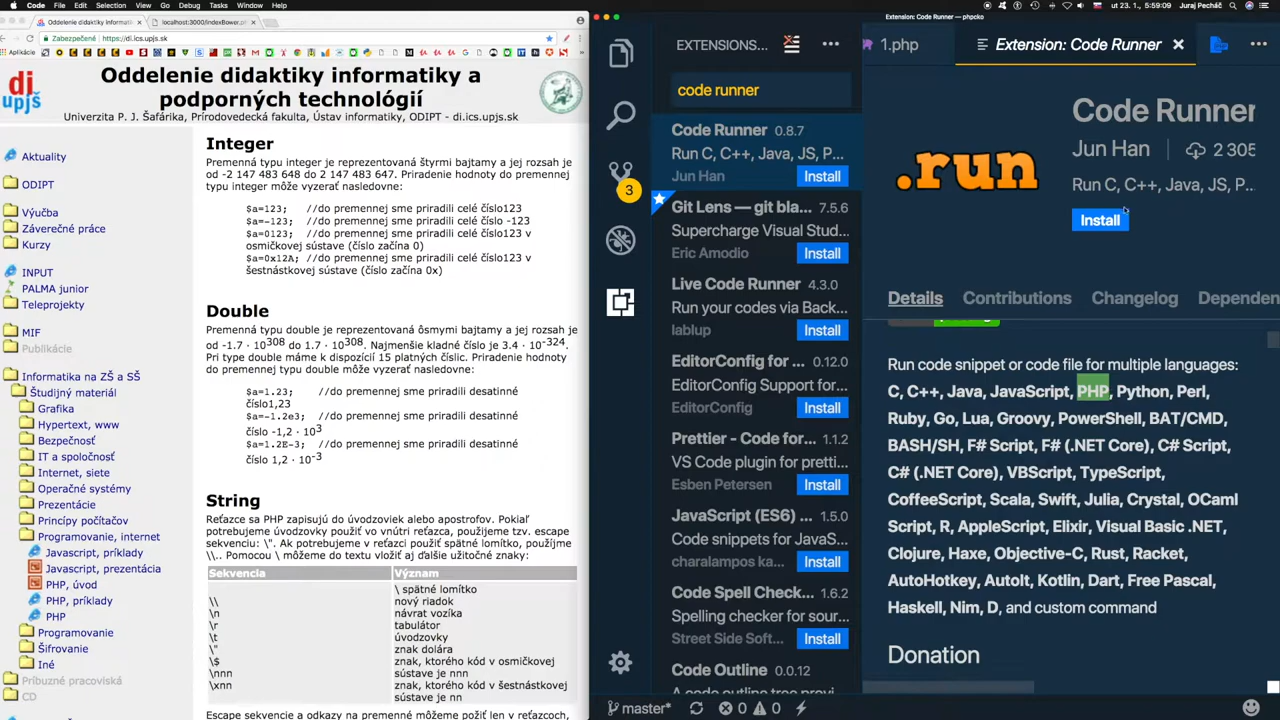 Code File Edit Selection View Go Debug Tasks Window Help
ut 23. 1. 15:59:09 Juraj Pecháč
Oddelenie didaktiky informatik
localhost:3000/indexBower.p
Extension: Code Runner — phpcko
Zabezpečené https://di.ics.upjs.sk
Aplikácie
di
upjš
Oddelenie didaktiky informatiky a
podporných technológií
Univerzita P. J. Šafárika, Prírodovedecká fakulta, Ústav informatiky, ODIPT - di.ics.upjs.sk
Aktuality
ODIPT
Výučba
Záverečné práce
Kurzy
INPUT
PALMA junior
Teleprojekty
MIF
Publikácie
Informatika na ZŠ a SŠ
Študijný materiál
Grafika
Hypertext, www
Bezpečnosť
IT a spoločnosť
Internet, siete
Operačné systémy
Prezentácie
Princípy počítačov
Programovanie, internet
Javascript, príklady
Javascript, prezentácia
PHP, úvod
PHP, príklady
PHP
Programovanie
Šifrovanie
Iné
Príbuzné pracoviská
CD
Integer
Premenná typu integer je reprezentovaná štyrmi bajtamy a jej rozsah je
od -2 147 483 648 do 2 147 483 647. Priradenie hodnoty do premennej
typu integer môže vyzerať nasledovne:
$a=123; //do premennej sme priradili celé číslo123
$a=-123; //do premennej sme priradili celé číslo -123
$a=0123; //do premennej sme priradili celé číslo123 v
osmičkovej sústave (číslo začína 0)
$a=0x12A; //do premennej sme priradili celé číslo123 v
šestnástkovej sústave (číslo začína 0x)
Double
Premenná typu double je reprezentovaná ôsmymi bajtamy a jej rozsah je
od -1.7 · 10308 do 1.7 · 10308. Najmenšie kladné číslo je 3.4 · 10-324.
Pri type double máme k dispozícií 15 platných číslic. Priradenie hodnoty
do premennej typu double môže vyzerať nasledovne:
$a=1.23; //do premennej sme priradili desatinné
číslo1,23
$a=-1.2e3; //do premennej sme priradili desatinné
číslo -1,2 · 103
$a=1.2E-3; //do premennej sme priradili desatinné
číslo 1,2 · 10-3
String
Reťazce sa PHP zapisujú do úvodzoviek alebo apostrofov. Pokiaľ
potrebujeme úvodzovky použiť vo vnútri reťazca, použijeme tzv. escape
sekvenciu: \". Ak potrebujeme v reťazci použiť spätné lomítko, použijme
\\.. Pomocou \ môžeme do textu vložiť aj ďalšie užitočné znaky:
Sekvencia Význam
\ spätné lomítko
\\ nový riadok
\n návrat vozíka
\r tabulátor
\t úvodzovky
\" znak dolára
\$ znak, ktorého kód v osmičkovej
\nnn sústave je nnn
\xnn znak, ktorého kód v šestnástkovej
sústave je nn
Escape sekvencie a odkazy na premenné môžeme požiť len v reťazcoch,
EXTENSIONS...
code runner
Code Runner 0.8.7
Run C, C++, Java, JS, P...
Jun Han Install
Git Lens — git bla... 7.5.6
Supercharge Visual Stud...
Eric Amodio Install
Live Code Runner 4.3.0
Run your codes via Back...
lablup Install
EditorConfig f... 0.12.0
EditorConfig Support for...
EditorConfig Install
Prettier - Code for... 1.1.2
VS Code plugin for pretti...
Esben Petersen Install
JavaScript (ES6) ... 1.5.0
Code snippets for JavaS...
charalampos ka... Install
Code Spell Check... 1.6.2
Spelling checker for sour...
Street Side Soft... Install
Code Outline 0.0.12
3
1.php
Extension: Code Runner
.run
Code Runner
Jun Han 2 305
Run C, C++, Java, JS, P...
Install
Details Contributions Changelog Dependen
Run code snippet or code file for multiple languages:
C, C++, Java, JavaScript, PHP, Python, Perl, Perl 6,
Ruby, Go, Lua, Groovy, PowerShell, BAT/CMD,
BASH/SH, F# Script, F# (.NET Core), C# Script,
C# (.NET Core), VBScript, TypeScript,
CoffeeScript, Scala, Swift, Julia, Crystal, OCaml
Script, R, AppleScript, Elixir, Visual Basic .NET,
Clojure, Haxe, Objective-C, Rust, Racket,
AutoHotkey, AutoIt, Kotlin, Dart, Free Pascal,
Haskell, Nim, D, and custom command
Donation
master* 0 0